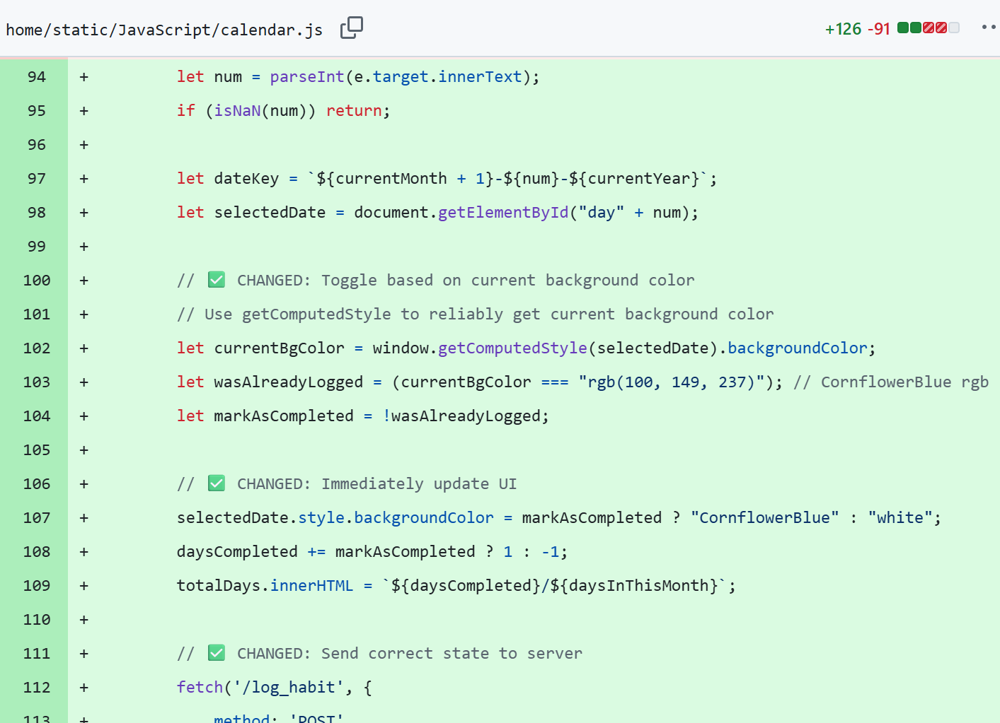 home/static/JavaScript/calendar.js +126 -91
94 + let num = parseInt(e.target.innerText);
95 + if (isNaN(num)) return;
96 +
97 + let dateKey = `${currentMonth + 1}-${num}-${currentYear}`;
98 + let selectedDate = document.getElementById("day" + num);
99 +
100 + // ✅ CHANGED: Toggle based on current background color
101 + // Use getComputedStyle to reliably get current background color
102 + let currentBgColor = window.getComputedStyle(selectedDate).backgroundColor;
103 + let wasAlreadyLogged = (currentBgColor === "rgb(100, 149, 237)"); // CornflowerBlue rgb
104 + let markAsCompleted = !wasAlreadyLogged;
105 +
106 + // ✅ CHANGED: Immediately update UI
107 + selectedDate.style.backgroundColor = markAsCompleted ? "CornflowerBlue" : "white";
108 + daysCompleted += markAsCompleted ? 1 : -1;
109 + totalDays.innerHTML = `${daysCompleted}/${daysInThisMonth}`;
110 +
111 + // ✅ CHANGED: Send correct state to server
112 + fetch('/log_habit', {
113 + method: 'POST'